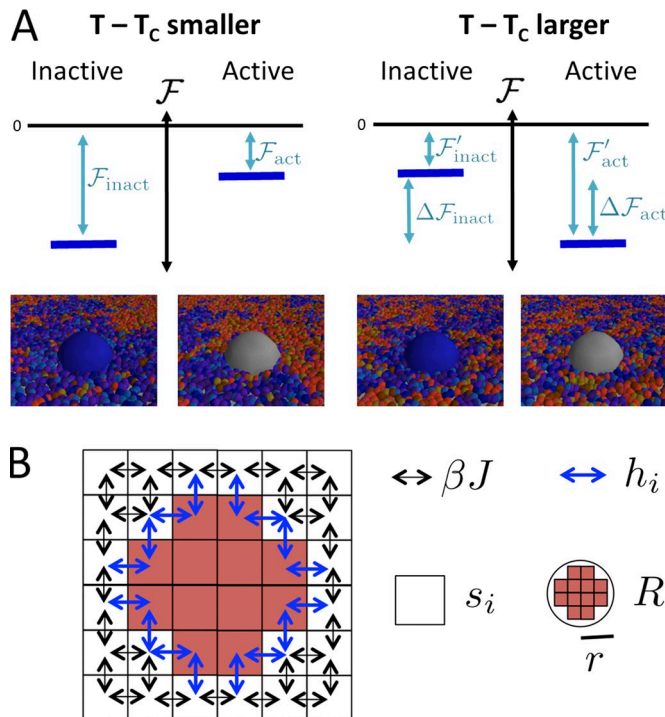 A
T – T_C smaller
T – T_C larger
Inactive
Active
Inactive
Active
ℱ
ℱ
0
0
ℱ_inact
ℱ_act
ℱ′_inact
ℱ′_act
Δℱ_inact
Δℱ_act
B
βJ
h_i
s_i
R
r